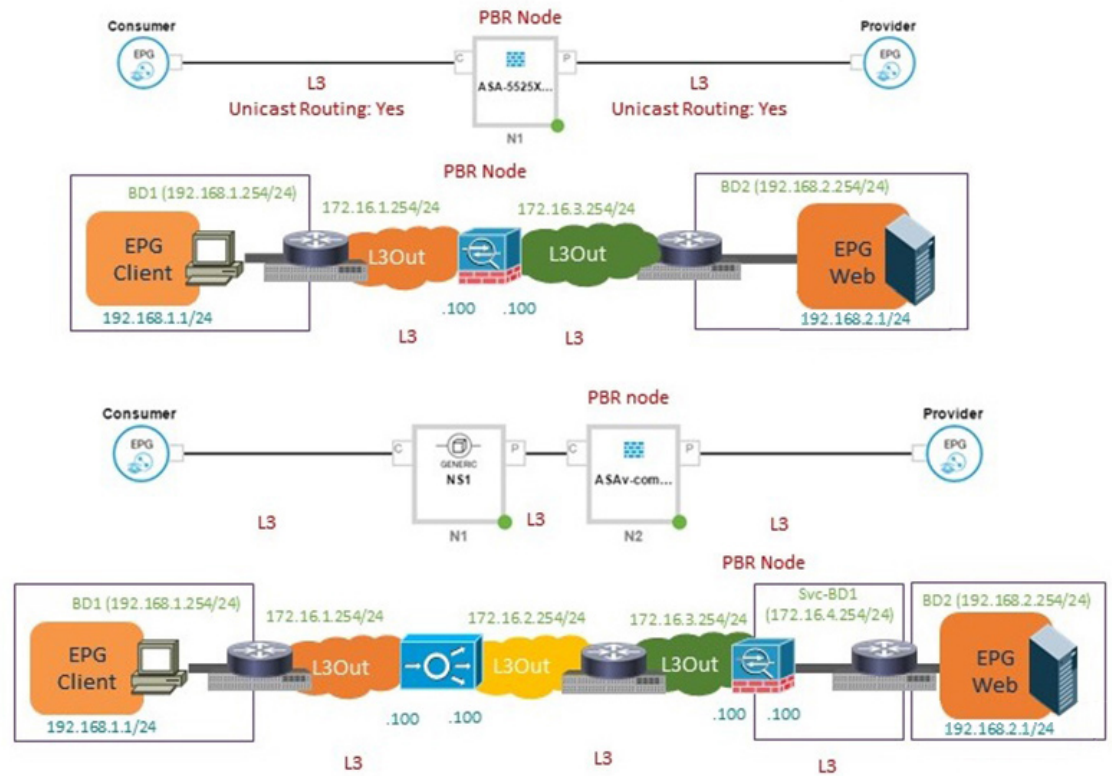 PBR Node
Consumer
Provider
EPG
C
P
EPG
ASA-5525X...
L3
L3
Unicast Routing: Yes
Unicast Routing: Yes
N1
PBR Node
BD1 (192.168.1.254/24)
BD2 (192.168.2.254/24)
172.16.1.254/24
172.16.3.254/24
EPG
Client
L3Out
L3Out
EPG
Web
192.168.1.1/24
.100
.100
192.168.2.1/24
L3
L3
PBR node
Consumer
Provider
EPG
C
GENERIC
NS1
P
C
ASAv-com...
P
EPG
L3
L3
L3
N1
N2
PBR Node
BD1 (192.168.1.254/24)
Svc-BD1
(172.16.4.254/24)
BD2 (192.168.2.254/24)
172.16.1.254/24
172.16.2.254/24
172.16.3.254/24
EPG
Client
L3Out
L3Out
L3Out
EPG
Web
192.168.1.1/24
.100
.100
.100
.100
192.168.2.1/24
L3
L3
L3